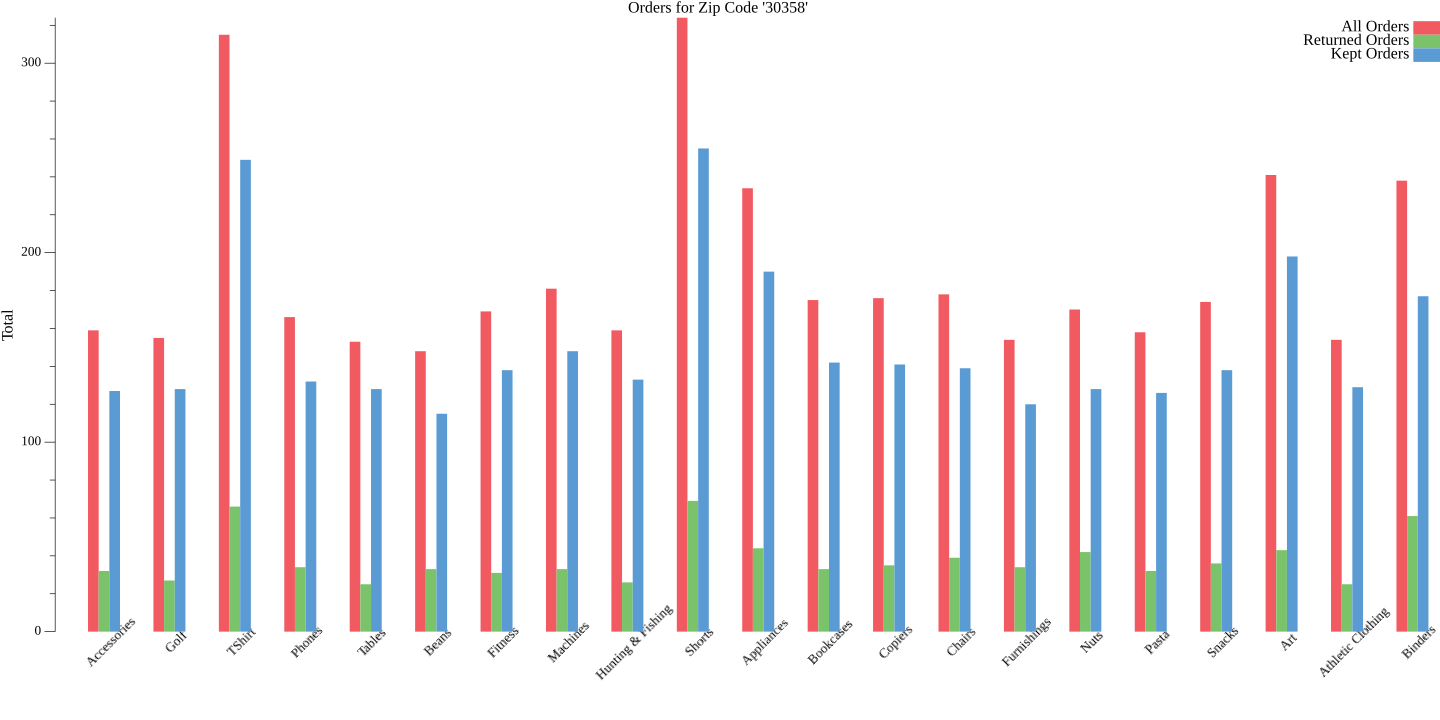 Orders for Zip Code '30358'
All Orders
Returned Orders
Kept Orders
Total
300
200
100
0
Accessories
Golf
TShirt
Phones
Tables
Beans
Fitness
Machines
Hunting & Fishing
Shorts
Appliances
Bookcases
Copiers
Chairs
Furnishings
Nuts
Pasta
Snacks
Art
Athletic Clothing
Binders